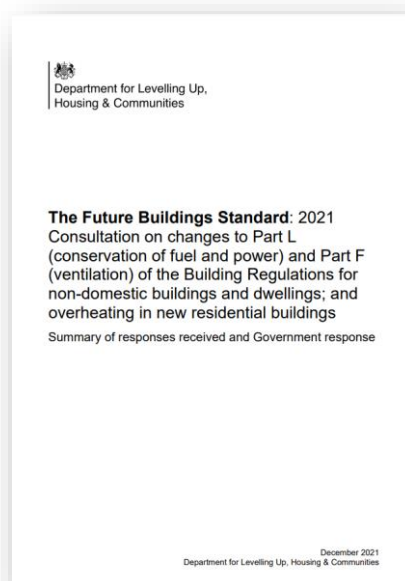 Department for Levelling Up,
Housing & Communities
The Future Buildings Standard: 2021
Consultation on changes to Part L
(conservation of fuel and power) and Part F
(ventilation) of the Building Regulations for
non-domestic buildings and dwellings; and
overheating in new residential buildings
Summary of responses received and Government response
December 2021
Department for Levelling Up, Housing & Communities